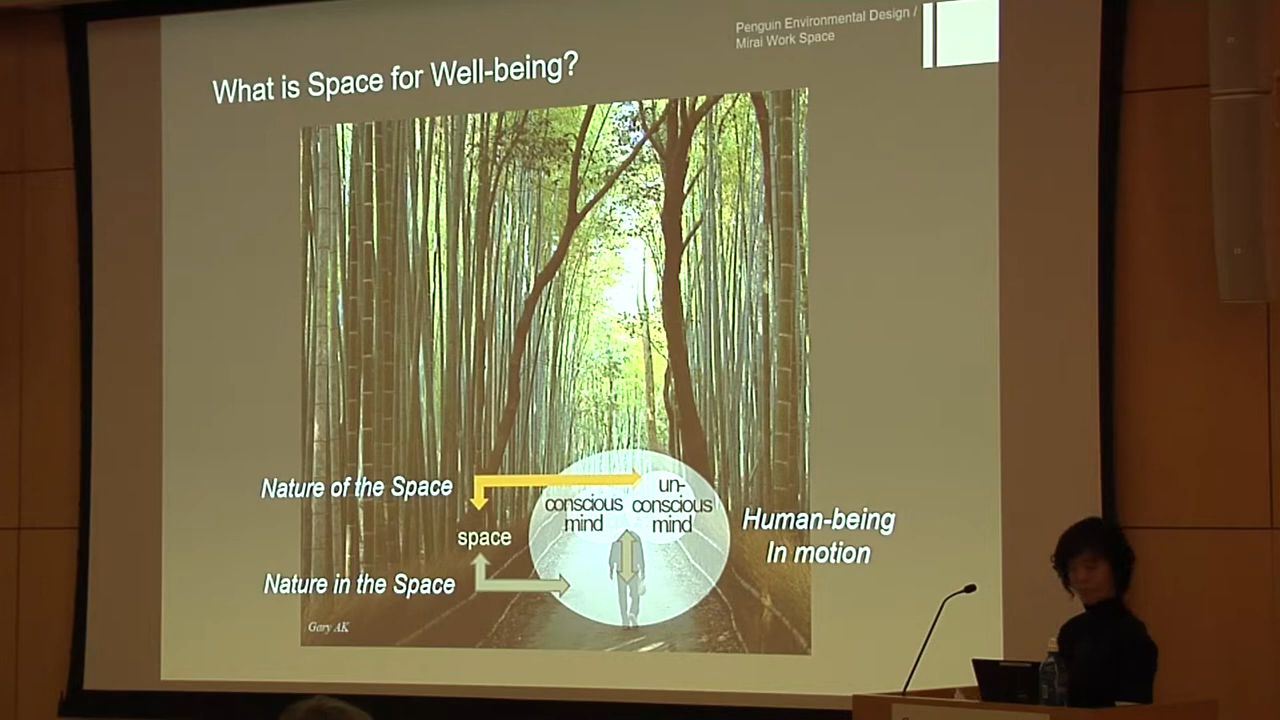 Penguin Environmental Design /
Mirai Work Space
What is Space for Well-being?
Nature of the Space
space
Nature in the Space
conscious
mind
un-
conscious
mind
Human-being
In motion
Gary AK